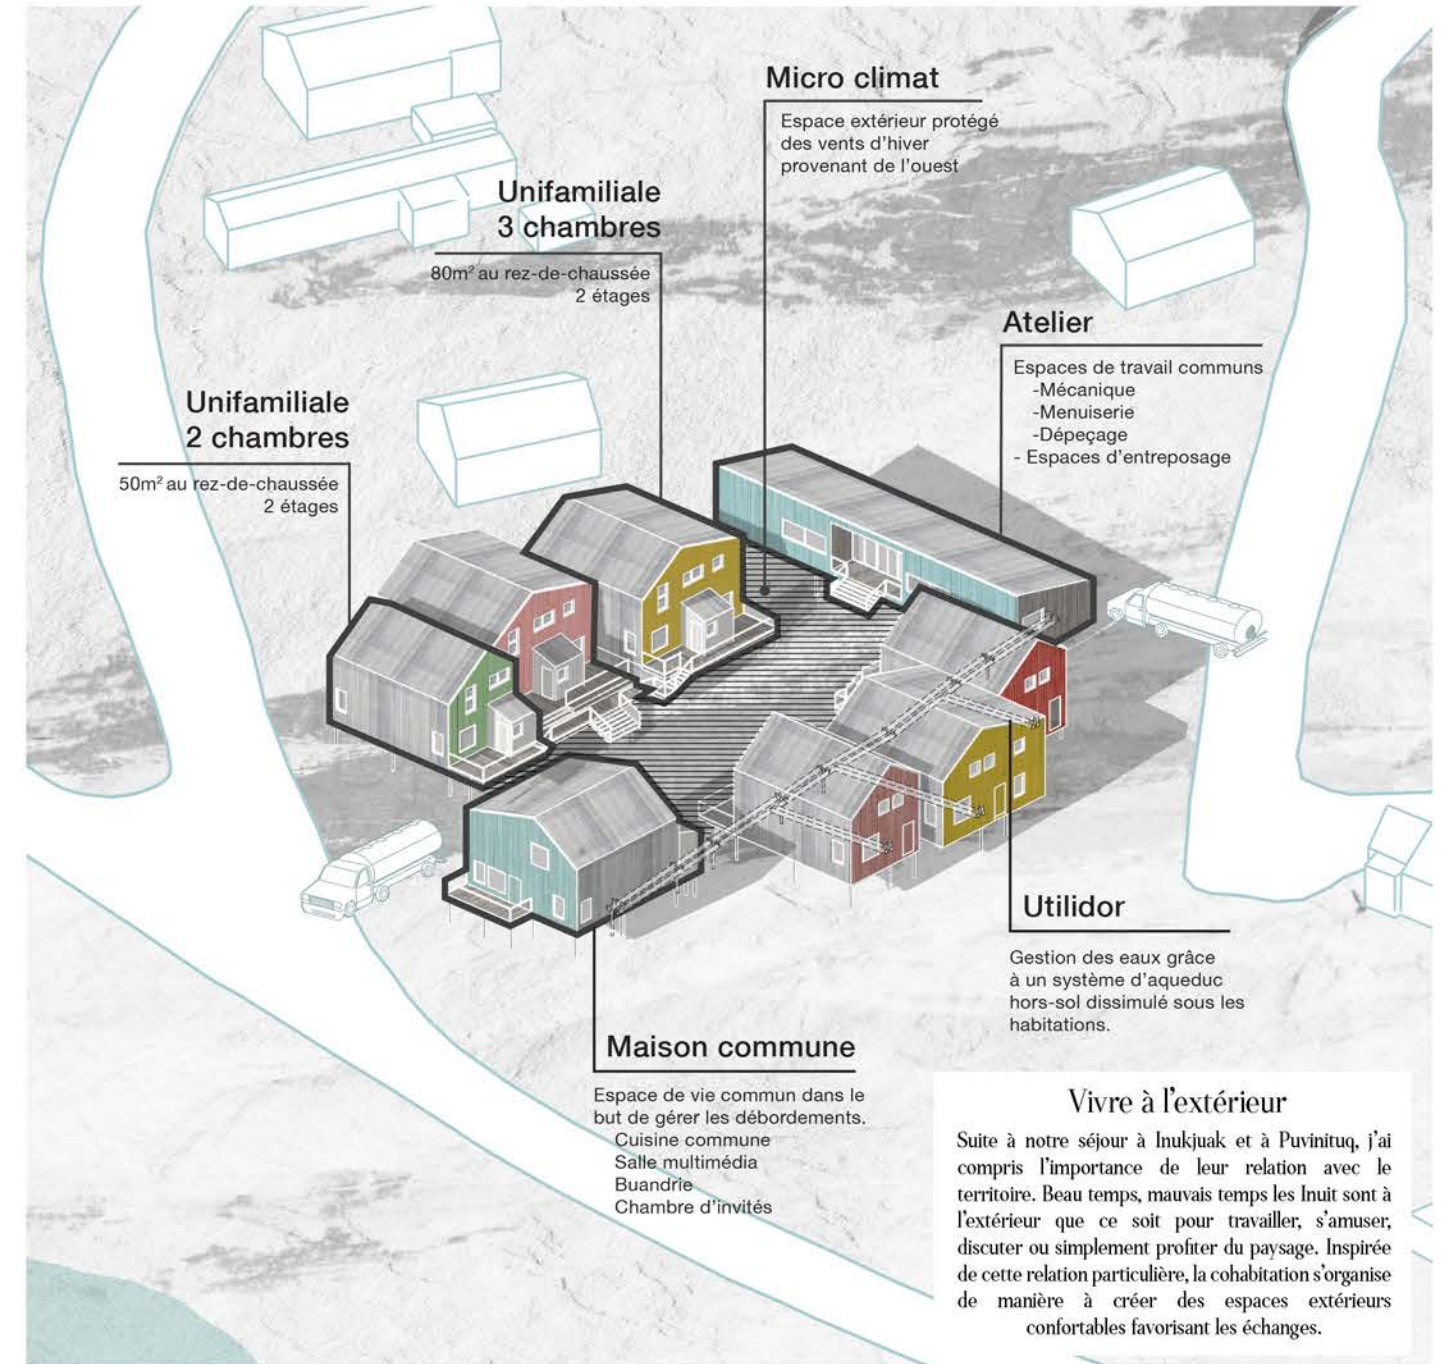 Micro climat
Espace extérieur protégé
des vents d'hiver
provenant de l'ouest
Unifamiliale
3 chambres
80m² au rez-de-chaussée
2 étages
Atelier
Espaces de travail communs
-Mécanique
-Menuiserie
-Dépeçage
- Espaces d'entreposage
Unifamiliale
2 chambres
50m² au rez-de-chaussée
2 étages
Utilidor
Gestion des eaux grâce
à un système d'aqueduc
hors-sol dissimulé sous les
habitations.
Maison commune
Espace de vie commun dans le
but de gérer les débordements.
Cuisine commune
Salle multimédia
Buandrie
Chambre d'invités
Vivre à l'extérieur
Suite à notre séjour à Inukjuak et à Puvinituq, j'ai
compris l'importance de leur relation avec le
territoire. Beau temps, mauvais temps les Inuit sont à
l'extérieur que ce soit pour travailler, s'amuser,
discuter ou simplement profiter du paysage. Inspirée
de cette relation particulière, la cohabitation s'organise
de manière à créer des espaces extérieurs
confortables favorisant les échanges.